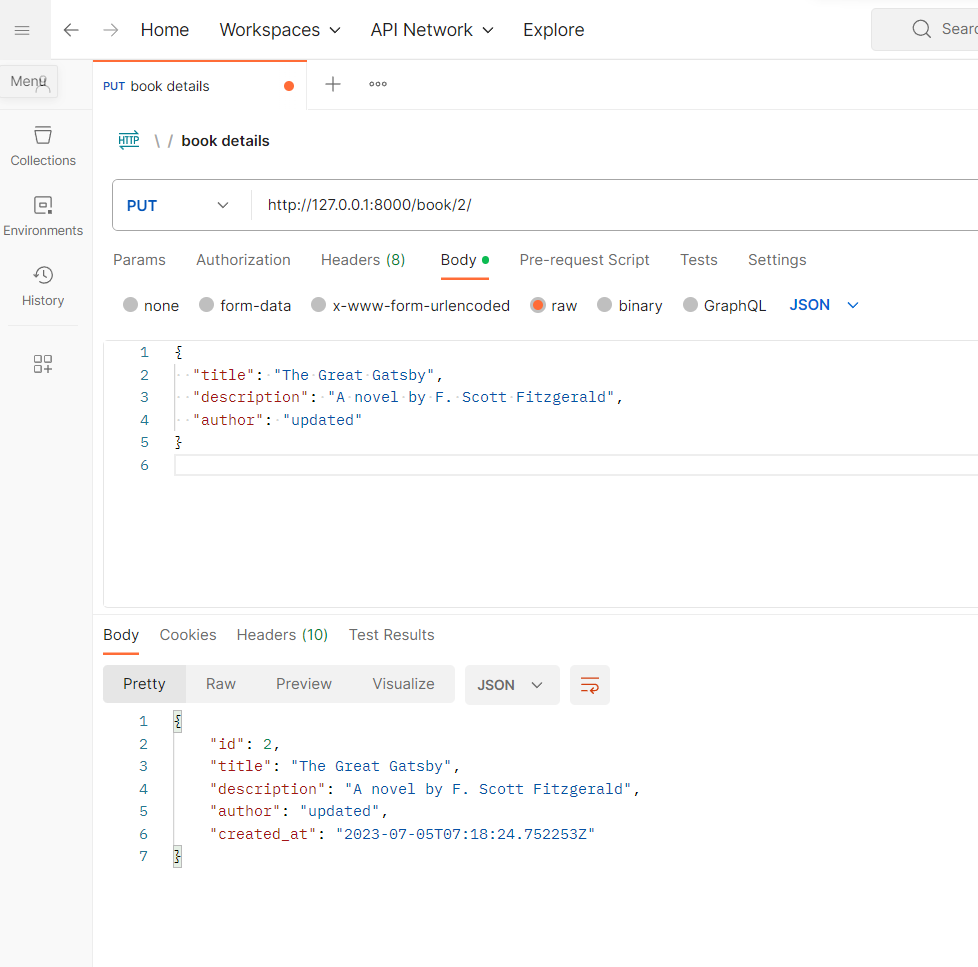 Home Workspaces API Network Explore
Menu
PUT book details
HTTP \ / book details
Collections
PUT http://127.0.0.1:8000/book/2/
Environments
Params Authorization Headers (8) Body Pre-request Script Tests Settings
History
none form-data x-www-form-urlencoded raw binary GraphQL JSON
1 {
2 "title": "The Great Gatsby",
3 "description": "A novel by F. Scott Fitzgerald",
4 "author": "updated"
5 }
6
Body Cookies Headers (10) Test Results
Pretty Raw Preview Visualize JSON
1 {
2 "id": 2,
3 "title": "The Great Gatsby",
4 "description": "A novel by F. Scott Fitzgerald",
5 "author": "updated",
6 "created_at": "2023-07-05T07:18:24.752253Z"
7 }